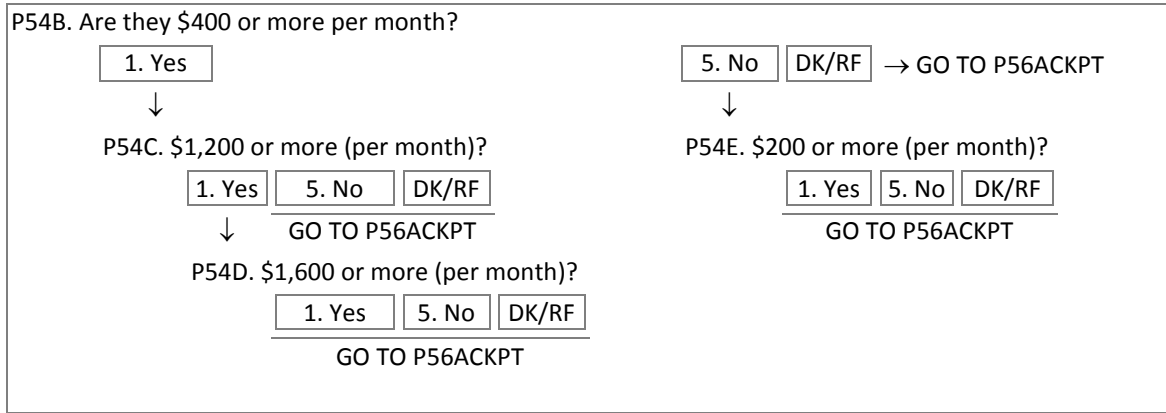 P54B. Are they $400 or more per month?
1. Yes 5. No DK/RF → GO TO P56ACKPT
↓ ↓
P54C. $1,200 or more (per month)? P54E. $200 or more (per month)?
1. Yes 5. No DK/RF 1. Yes 5. No DK/RF
↓ GO TO P56ACKPT GO TO P56ACKPT
P54D. $1,600 or more (per month)?
1. Yes 5. No DK/RF
GO TO P56ACKPT